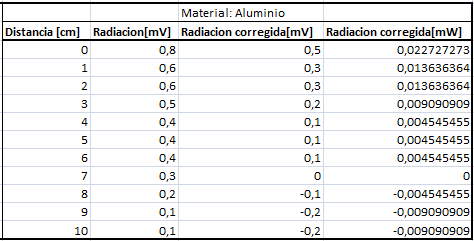 Material: Aluminio
Distancia [cm] Radiacion[mV] Radiacion corregida[mV] Radiacion corregida[mW]
0 0,8 0,5 0,022727273
1 0,6 0,3 0,013636364
2 0,6 0,3 0,013636364
3 0,5 0,2 0,009090909
4 0,4 0,1 0,004545455
5 0,4 0,1 0,004545455
6 0,4 0,1 0,004545455
7 0,3 0 0
8 0,2 -0,1 -0,004545455
9 0,1 -0,2 -0,009090909
10 0,1 -0,2 -0,009090909